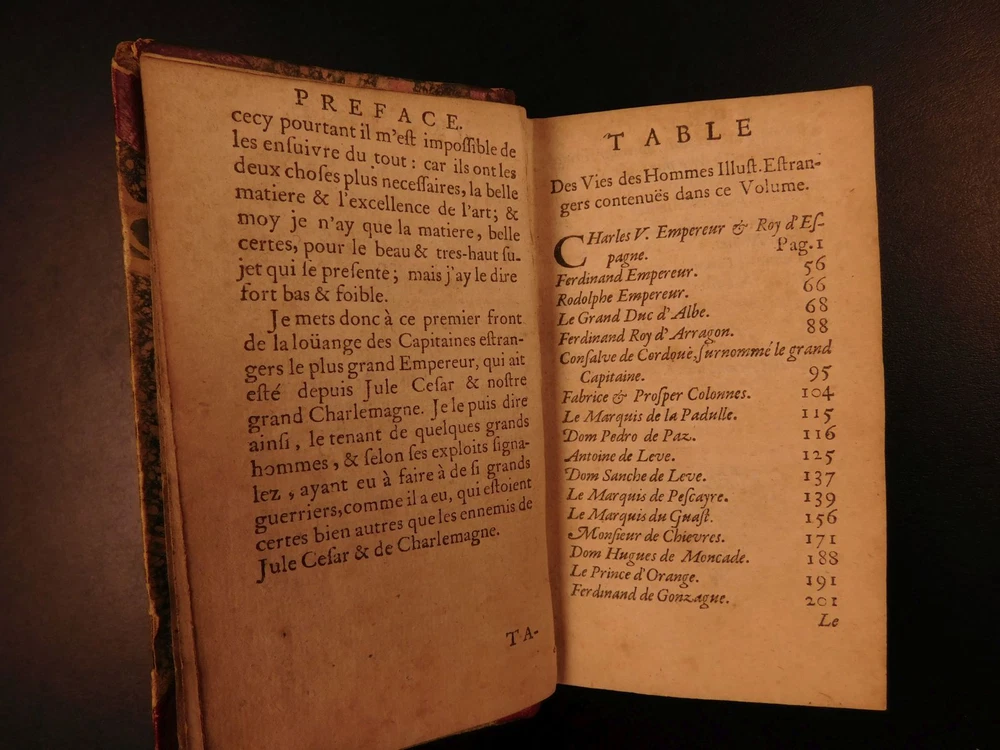 PREFACE.
cecy pourtant il m'eſt impoſſible de
les enſuivre du tout : car ils ont les
deux choſes plus neceſſaires, la belle
matiere & l'excellence de l'art; &
moy je n'ay que la matiere, belle
certes, pour le beau & tres-haut ſu-
jet qui ſe preſente; mais j'ay le dire
fort bas & foible.
Je mets donc à ce premier front
de la loüange des Capitaines eſtran-
gers le plus grand Empereur, qui ait
eſté depuis Jule Ceſar & noſtre
grand Charlemagne. Je le puis dire
ainſi, le tenant de quelques grands
hommes, & ſelon ſes exploits ſigna-
lez, ayant eu à faire à de ſi grands
guerriers, comme il a eu, qui eſtoient
certes bien autres que les ennemis de
Jule Ceſar & de Charlemagne.
TA-
TABLE
Des Vies des Hommes Illuſt. Eſtran-
gers contenuës dans ce Volume.
CHarles V. Empereur & Roy d'Eſ-
pagne. Pag. 1
Ferdinand Empereur. 56
Rodolphe Empereur. 66
Le Grand Duc d'Albe. 68
Ferdinand Roy d'Arragon. 88
Conſalve de Cordouë, ſurnommé le grand
Capitaine. 95
Fabrice & Proſper Colonnes. 104
Le Marquis de la Padulle. 115
Dom Pedro de Paz. 116
Antoine de Leve. 125
Dom Sanche de Leve. 137
Le Marquis de Peſcayre. 139
Le Marquis du Guaſt. 156
Monſieur de Chievres. 171
Dom Hugues de Moncade. 188
Le Prince d'Orange. 191
Ferdinand de Gonzague. 201
Le